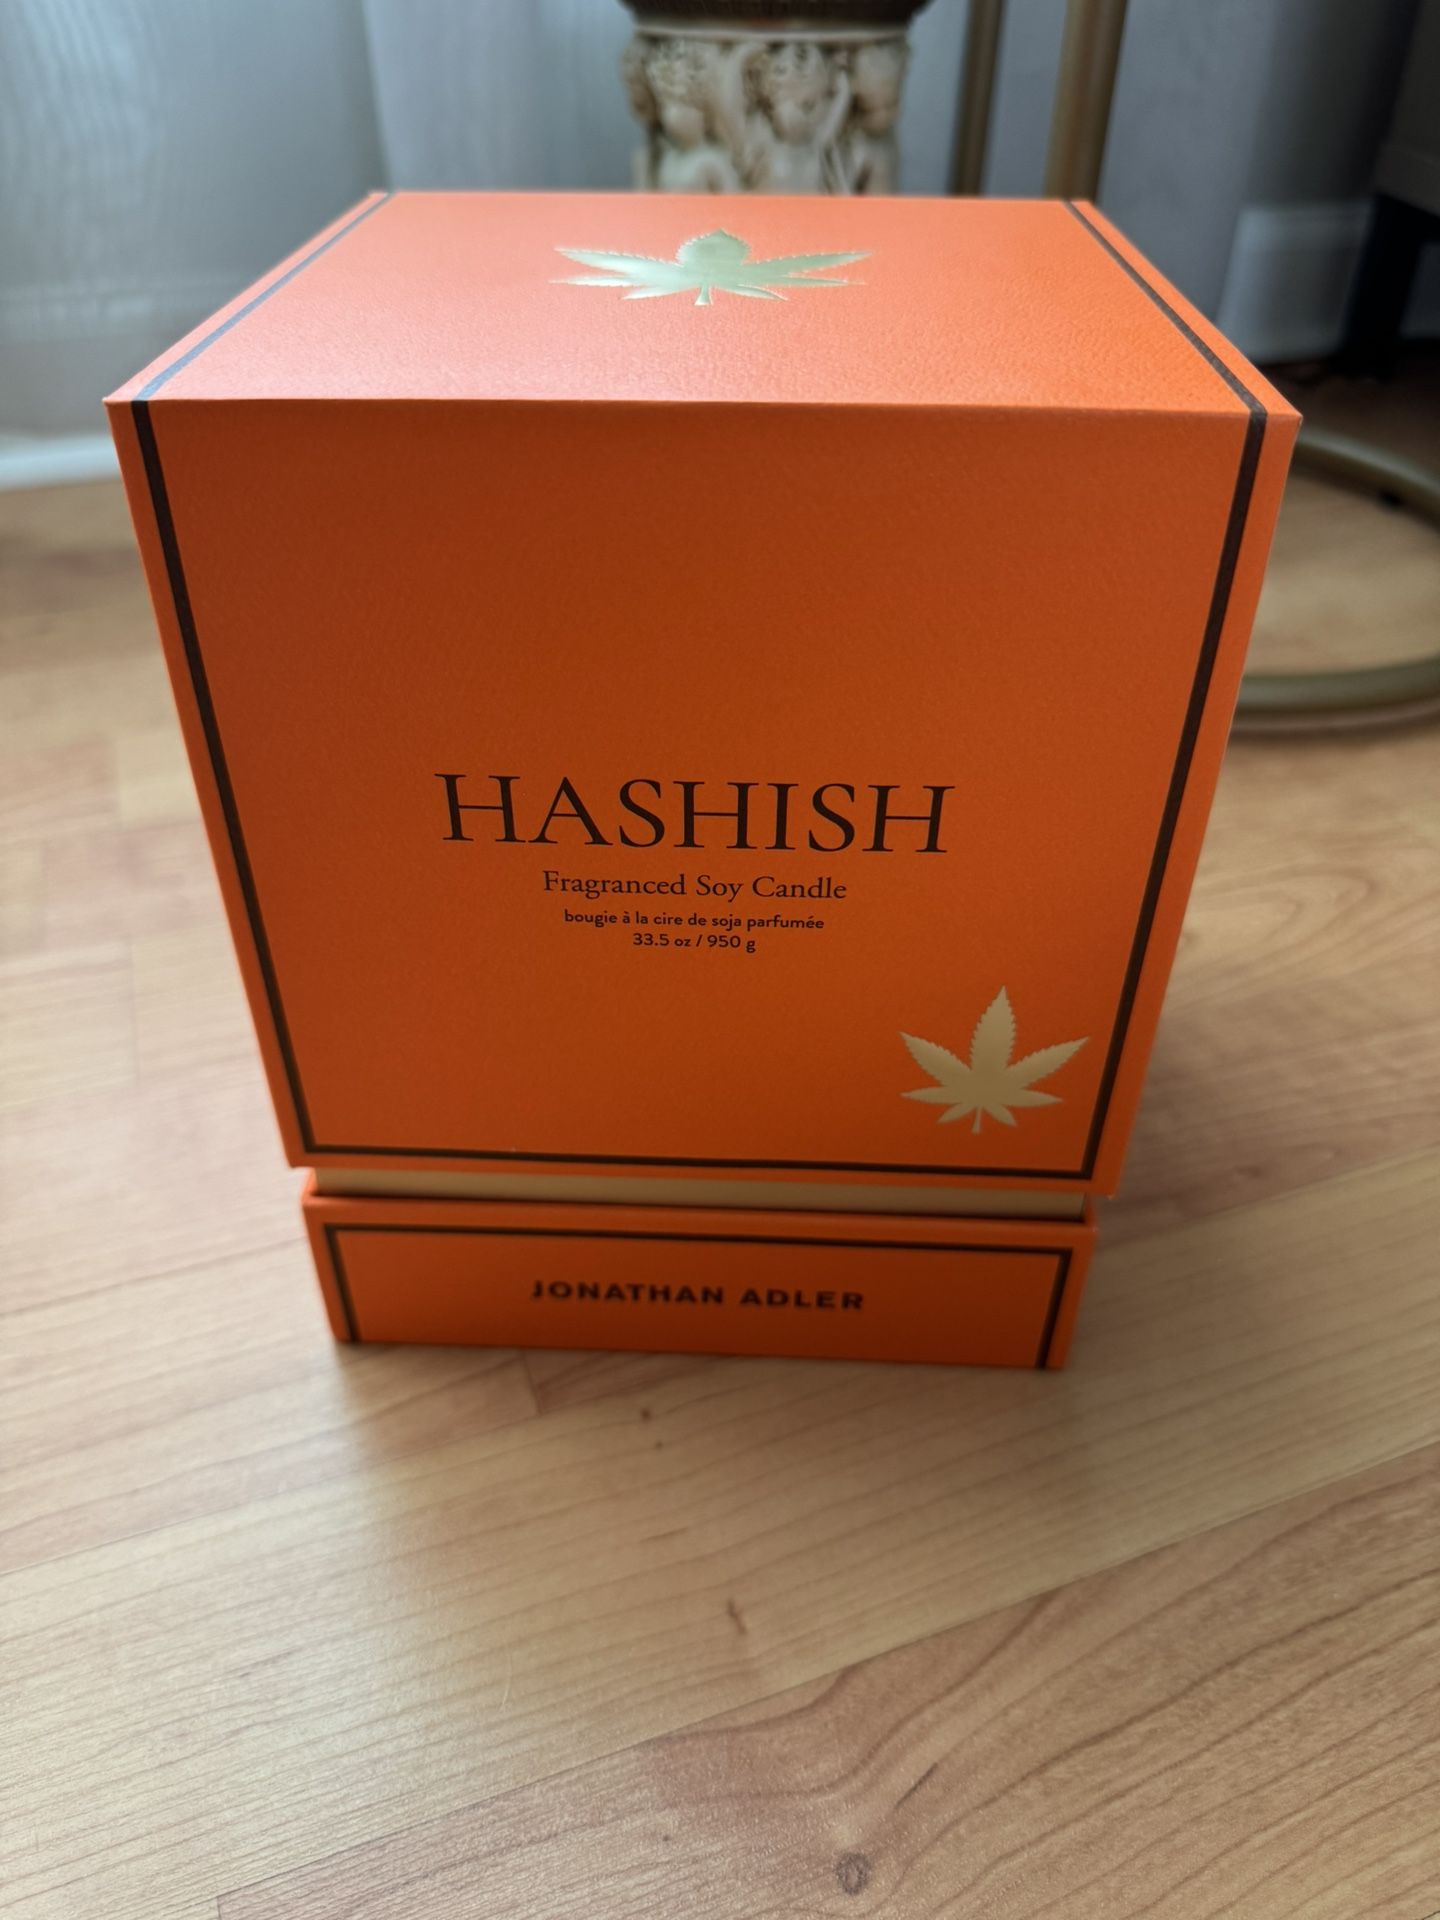 HASHISH
Fragranced Soy Candle
bougie à la cire de soja parfumée
33.5 oz / 950 g
JONATHAN ADLER